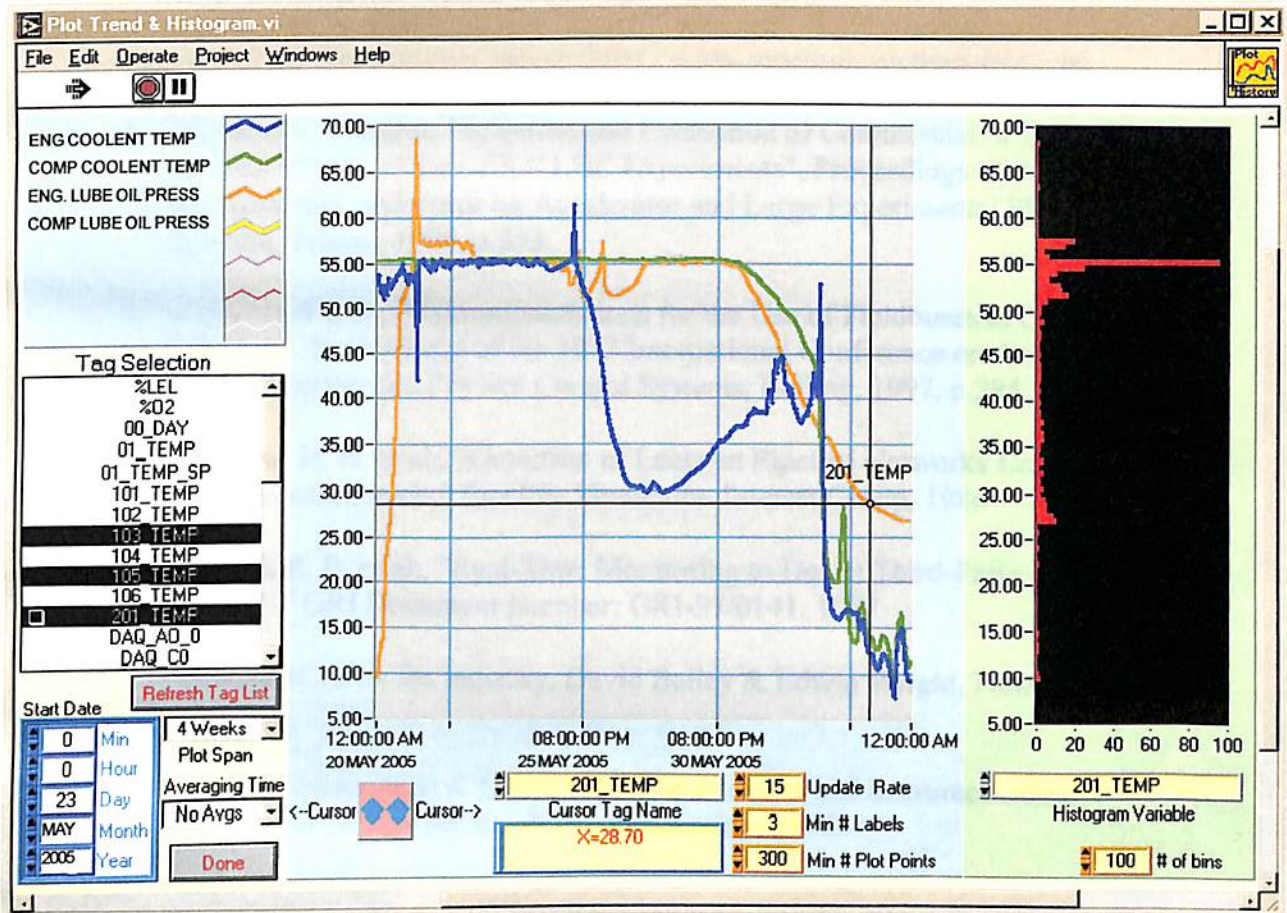 Plot Trend & Histogram.vi
File Edit Operate Project Windows Help
Plot
History
ENG COOLENT TEMP
COMP COOLENT TEMP
ENG. LUBE OIL PRESS
COMP LUBE OIL PRESS
Tag Selection
%LEL
%O2
00_DAY
01_TEMP
01_TEMP_SP
101_TEMP
102_TEMP
103_TEMP
104_TEMP
105_TEMP
106_TEMP
201_TEMP
DAQ_AO_0
DAQ_C0
Refresh Tag List
Start Date
0 Min
0 Hour
23 Day
MAY Month
2005 Year
4 Weeks
Plot Span
Averaging Time
No Avgs
Done
70.00
65.00
60.00
55.00
50.00
45.00
40.00
35.00
30.00
25.00
20.00
15.00
10.00
5.00
201_TEMP
12:00:00 AM 08:00:00 PM 08:00:00 PM 12:00:00 AM
20 MAY 2005 25 MAY 2005 30 MAY 2005
<--Cursor Cursor-->
201_TEMP
Cursor Tag Name
X=28.70
15 Update Rate
3 Min # Labels
300 Min # Plot Points
70.00
65.00
60.00
55.00
50.00
45.00
40.00
35.00
30.00
25.00
20.00
15.00
10.00
5.00
0 20 40 60 80 100
201_TEMP
Histogram Variable
100 # of bins